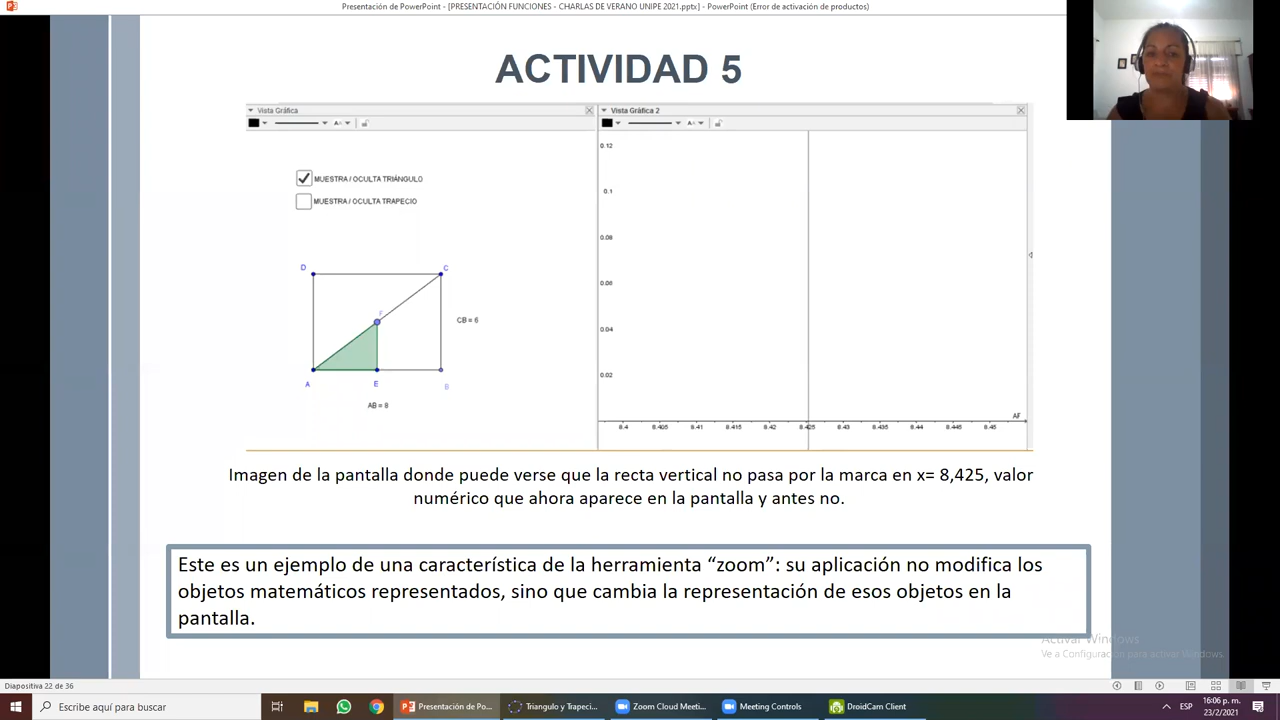 Presentación de PowerPoint - [PRESENTACIÓN FUNCIONES - CHARLAS DE VERANO UNIPE 2021.pptx] - PowerPoint (Error de activación de productos)
ACTIVIDAD 5
Vista Gráfica
Vista Gráfica 2
MUESTRA / OCULTA TRIÁNGULO
MUESTRA / OCULTA TRAPECIO
D
C
F
CB = 6
A
E
B
AB = 8
0.12
0.1
0.08
0.06
0.04
0.02
AF
8.4 8.405 8.41 8.415 8.42 8.425 8.43 8.435 8.44 8.445 8.45
Imagen de la pantalla donde puede verse que la recta vertical no pasa por la marca en x= 8,425, valor
numérico que ahora aparece en la pantalla y antes no.
Este es un ejemplo de una característica de la herramienta “zoom”: su aplicación no modifica los
objetos matemáticos representados, sino que cambia la representación de esos objetos en la
pantalla.
Activar Windows
Ve a Configuración para activar Windows.
Diapositiva 22 de 36
Escribe aquí para buscar
Presentación de Po...
Triangulo y Trapeci...
Zoom Cloud Meeti...
Meeting Controls
DroidCam Client
ESP
16:06 p. m.
23/2/2021